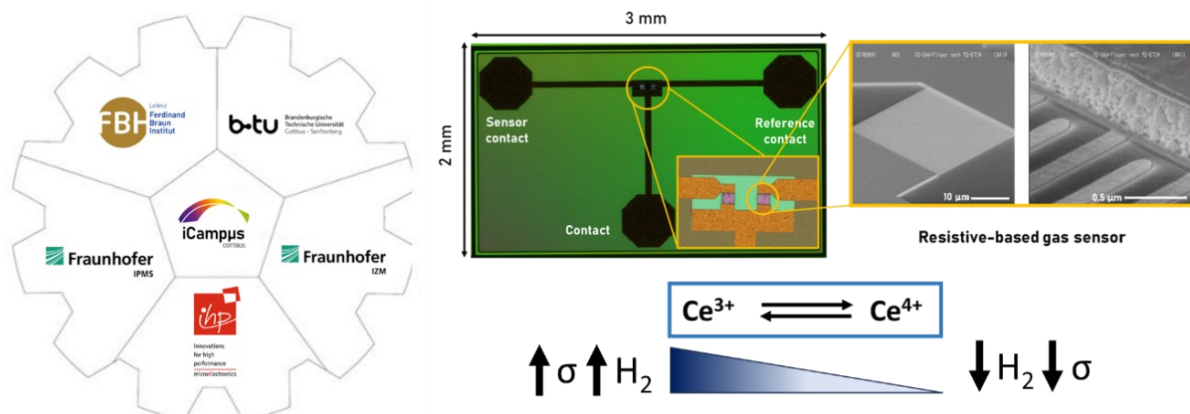 FBH
Leibniz
Ferdinand
Braun
Institut
b-tu
Brandenburgische
Technische Universität
Cottbus - Senftenberg
iCampus
COTTBUS
Fraunhofer
IPMS
Fraunhofer
IZM
ihp
Innovations
for high
performance
microelectronics
3 mm
2 mm
Sensor
contact
Reference
contact
Contact
10 µm
0.5 µm
Resistive-based gas sensor
Ce³⁺ ⇌ Ce⁴⁺
↑ σ ↑ H₂
↓ H₂ ↓ σ